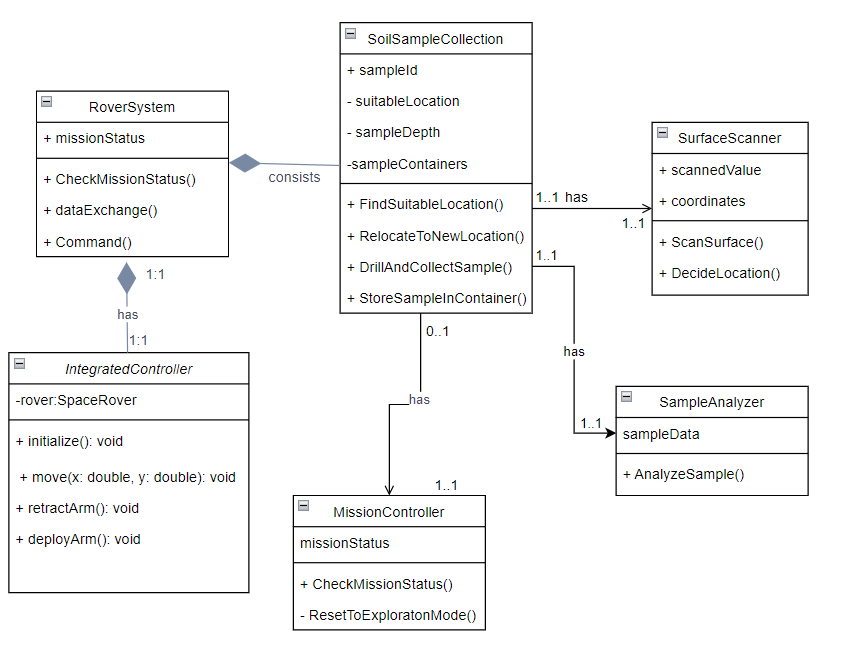 SoilSampleCollection
+ sampleId
- suitableLocation
- sampleDepth
-sampleContainers
+ FindSuitableLocation()
+ RelocateToNewLocation()
+ DrillAndCollectSample()
+ StoreSampleInContainer()
RoverSystem
+ missionStatus
+ CheckMissionStatus()
+ dataExchange()
+ Command()
consists
SurfaceScanner
+ scannedValue
+ coordinates
+ ScanSurface()
+ DecideLocation()
1..1 has
1..1
1..1
1:1
has
1:1
0..1
has
has
1..1
1..1
IntegratedController
-rover:SpaceRover
+ initialize(): void
+ move(x: double, y: double): void
+ retractArm(): void
+ deployArm(): void
SampleAnalyzer
sampleData
+ AnalyzeSample()
MissionController
missionStatus
+ CheckMissionStatus()
- ResetToExploratonMode()